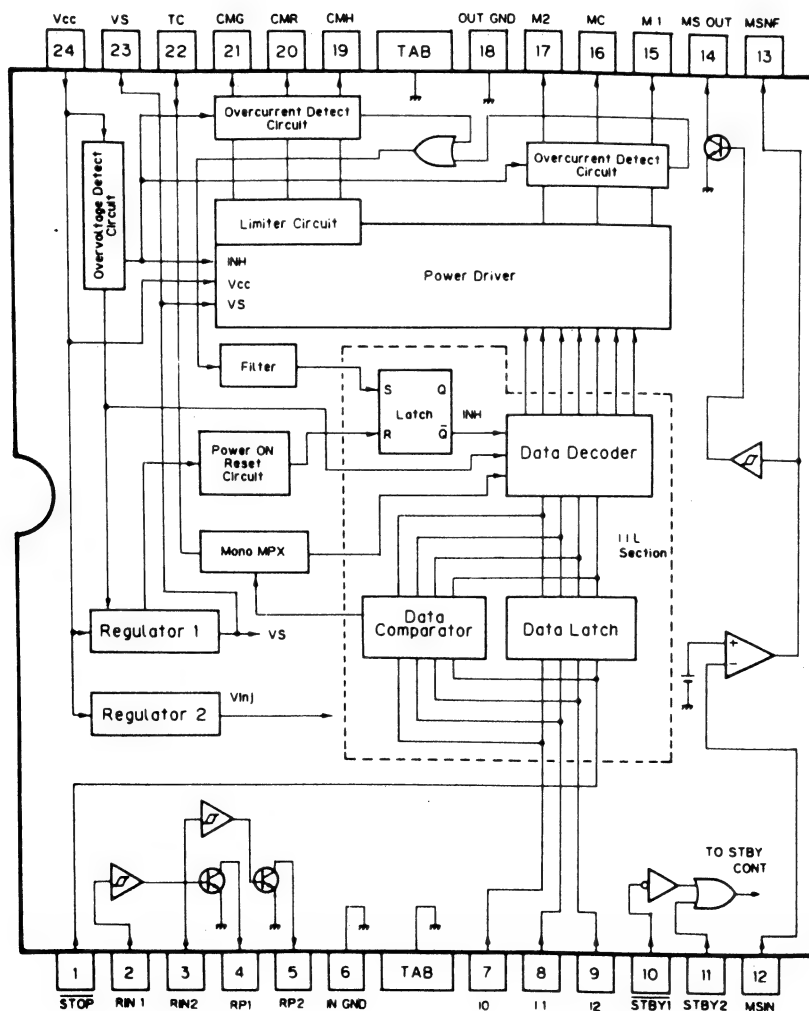 Vcc VS TC CMG CMR CMH OUT GND M2 MC M1 MS OUT MSNF
24 23 22 21 20 19 TAB 18 17 16 15 14 13
Overcurrent Detect
Circuit
Overcurrent Detect
Circuit
Overvoltage Detect
Circuit
Limiter Circuit
INH
Vcc
VS
Power Driver
Filter
S Q
Latch
R Q̅
INH
Power ON
Reset
Circuit
Data Decoder
Mono MPX
IIL
Section
Data
Comparator
Data Latch
Regulator 1
VS
Regulator 2
VInj
+
−
TO STBY
CONT
1 2 3 4 5 6 TAB 7 8 9 10 11 12
S̅T̅O̅P̅ RIN 1 RIN2 RP1 RP2 IN GND I0 I1 I2 S̅T̅B̅Y̅1̅ STBY2 MSIN